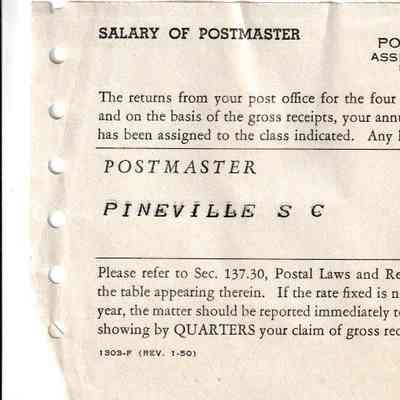 SALARY OF POSTMASTER
PO
ASSI
The returns from your post office for the four
and on the basis of the gross receipts, your annu
has been assigned to the class indicated. Any
POSTMASTER
PINEVILLE S C
Please refer to Sec. 137.30, Postal Laws and Re
the table appearing therein. If the rate fixed is n
year, the matter should be reported immediately t
showing by QUARTERS your claim of gross rec
1303-F (REV. 1-50)